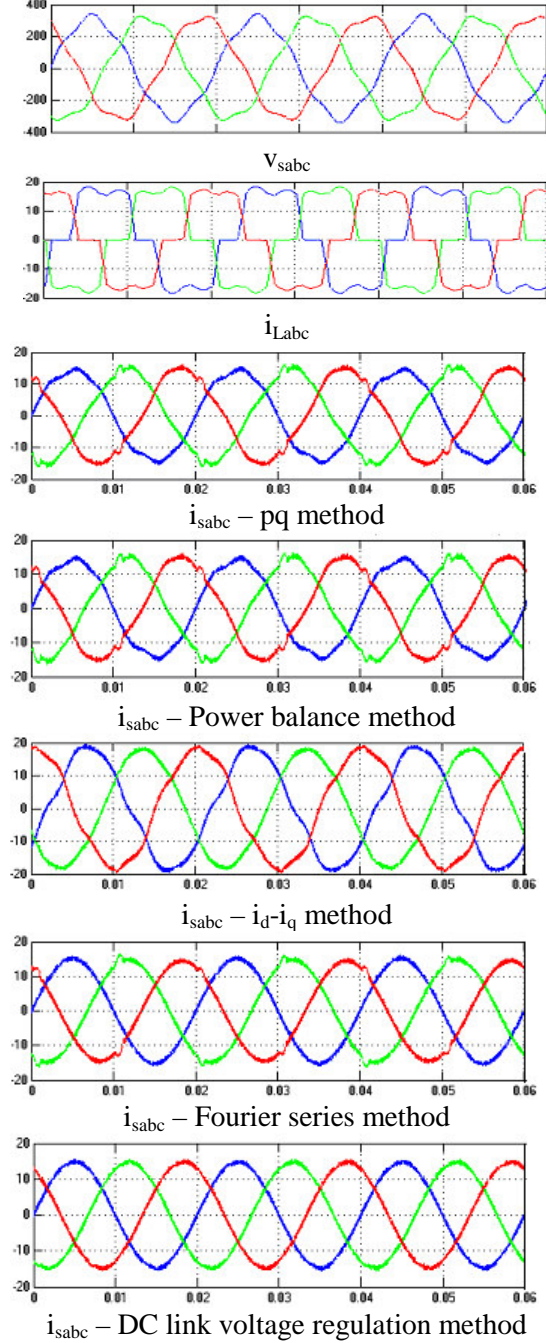 400
200
0
-200
-400
vsabc
20
10
0
-10
-20
iLabc
20
10
0
-10
-20
0 0.01 0.02 0.03 0.04 0.05 0.06
isabc – pq method
20
10
0
-10
-20
0 0.01 0.02 0.03 0.04 0.05 0.06
isabc – Power balance method
20
10
0
-10
-20
0 0.01 0.02 0.03 0.04 0.05 0.06
isabc – id-iq method
20
10
0
-10
-20
0 0.01 0.02 0.03 0.04 0.05 0.06
isabc – Fourier series method
20
10
0
-10
-20
0 0.01 0.02 0.03 0.04 0.05 0.06
isabc – DC link voltage regulation method